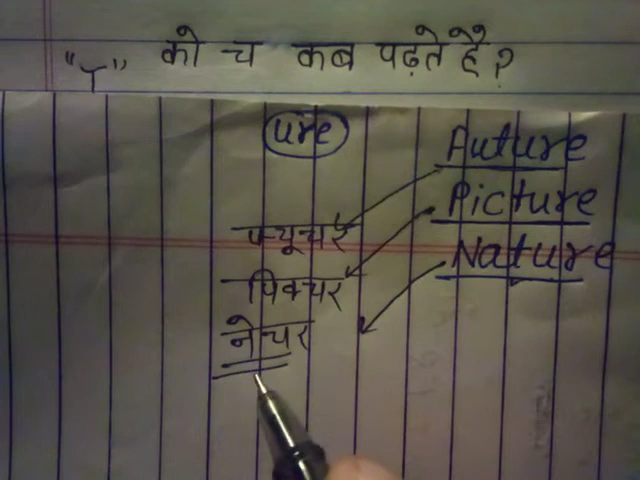 "T" को च कब पढ़ते हैं?
ure
Future
Picture
Nature
फ्यूचर
पिक्चर
नेचर